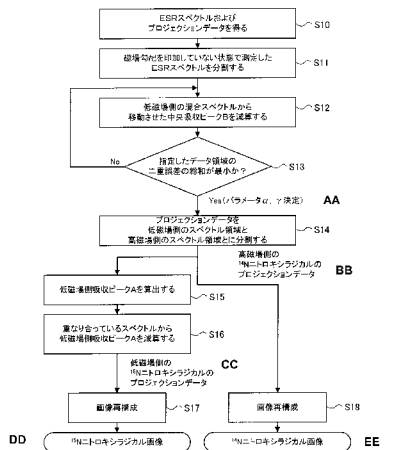 ESRスペクトルおよび
プロジェクションデータを得る
S10
磁場勾配を印加していない状態で測定した
ESRスペクトルを分割する
S11
低磁場側の混合スペクトルから
移動させた中央吸収ピークBを減算する
S12
No
指定したデータ領域の
二重誤差の総和が最小か?
S13
Yes(パラメータα、γ決定)
AA
プロジェクションデータを
低磁場側のスペクトル領域と
高磁場側のスペクトル領域とに分割する
S14
高磁場側の
¹⁴Nニトロキシラジカルの
プロジェクションデータ
BB
低磁場側吸収ピークAを算出する
S15
重なり合っているスペクトルから
低磁場側吸収ピークAを減算する
S16
低磁場側の
¹⁵Nニトロキシラジカルの
プロジェクションデータ
CC
画像再構成
S17
画像再構成
S18
DD
¹⁵Nニトロキシラジカル画像
¹⁴Nニトロキシラジカル画像
EE